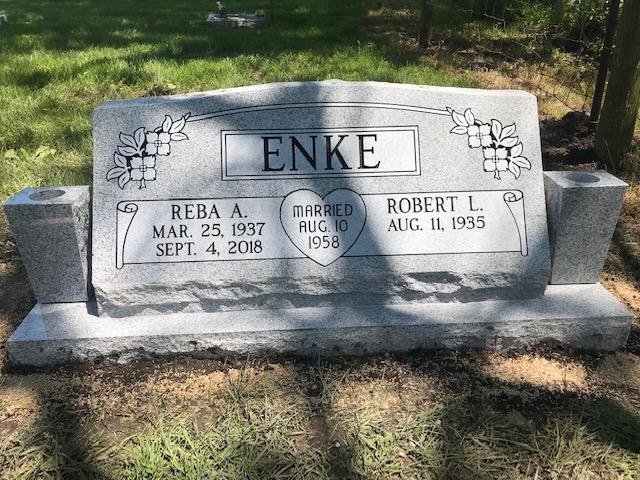 ENKE
REBA A.
MAR. 25, 1937
SEPT. 4, 2018
MARRIED
AUG. 10
1958
ROBERT L.
AUG. 11, 1935